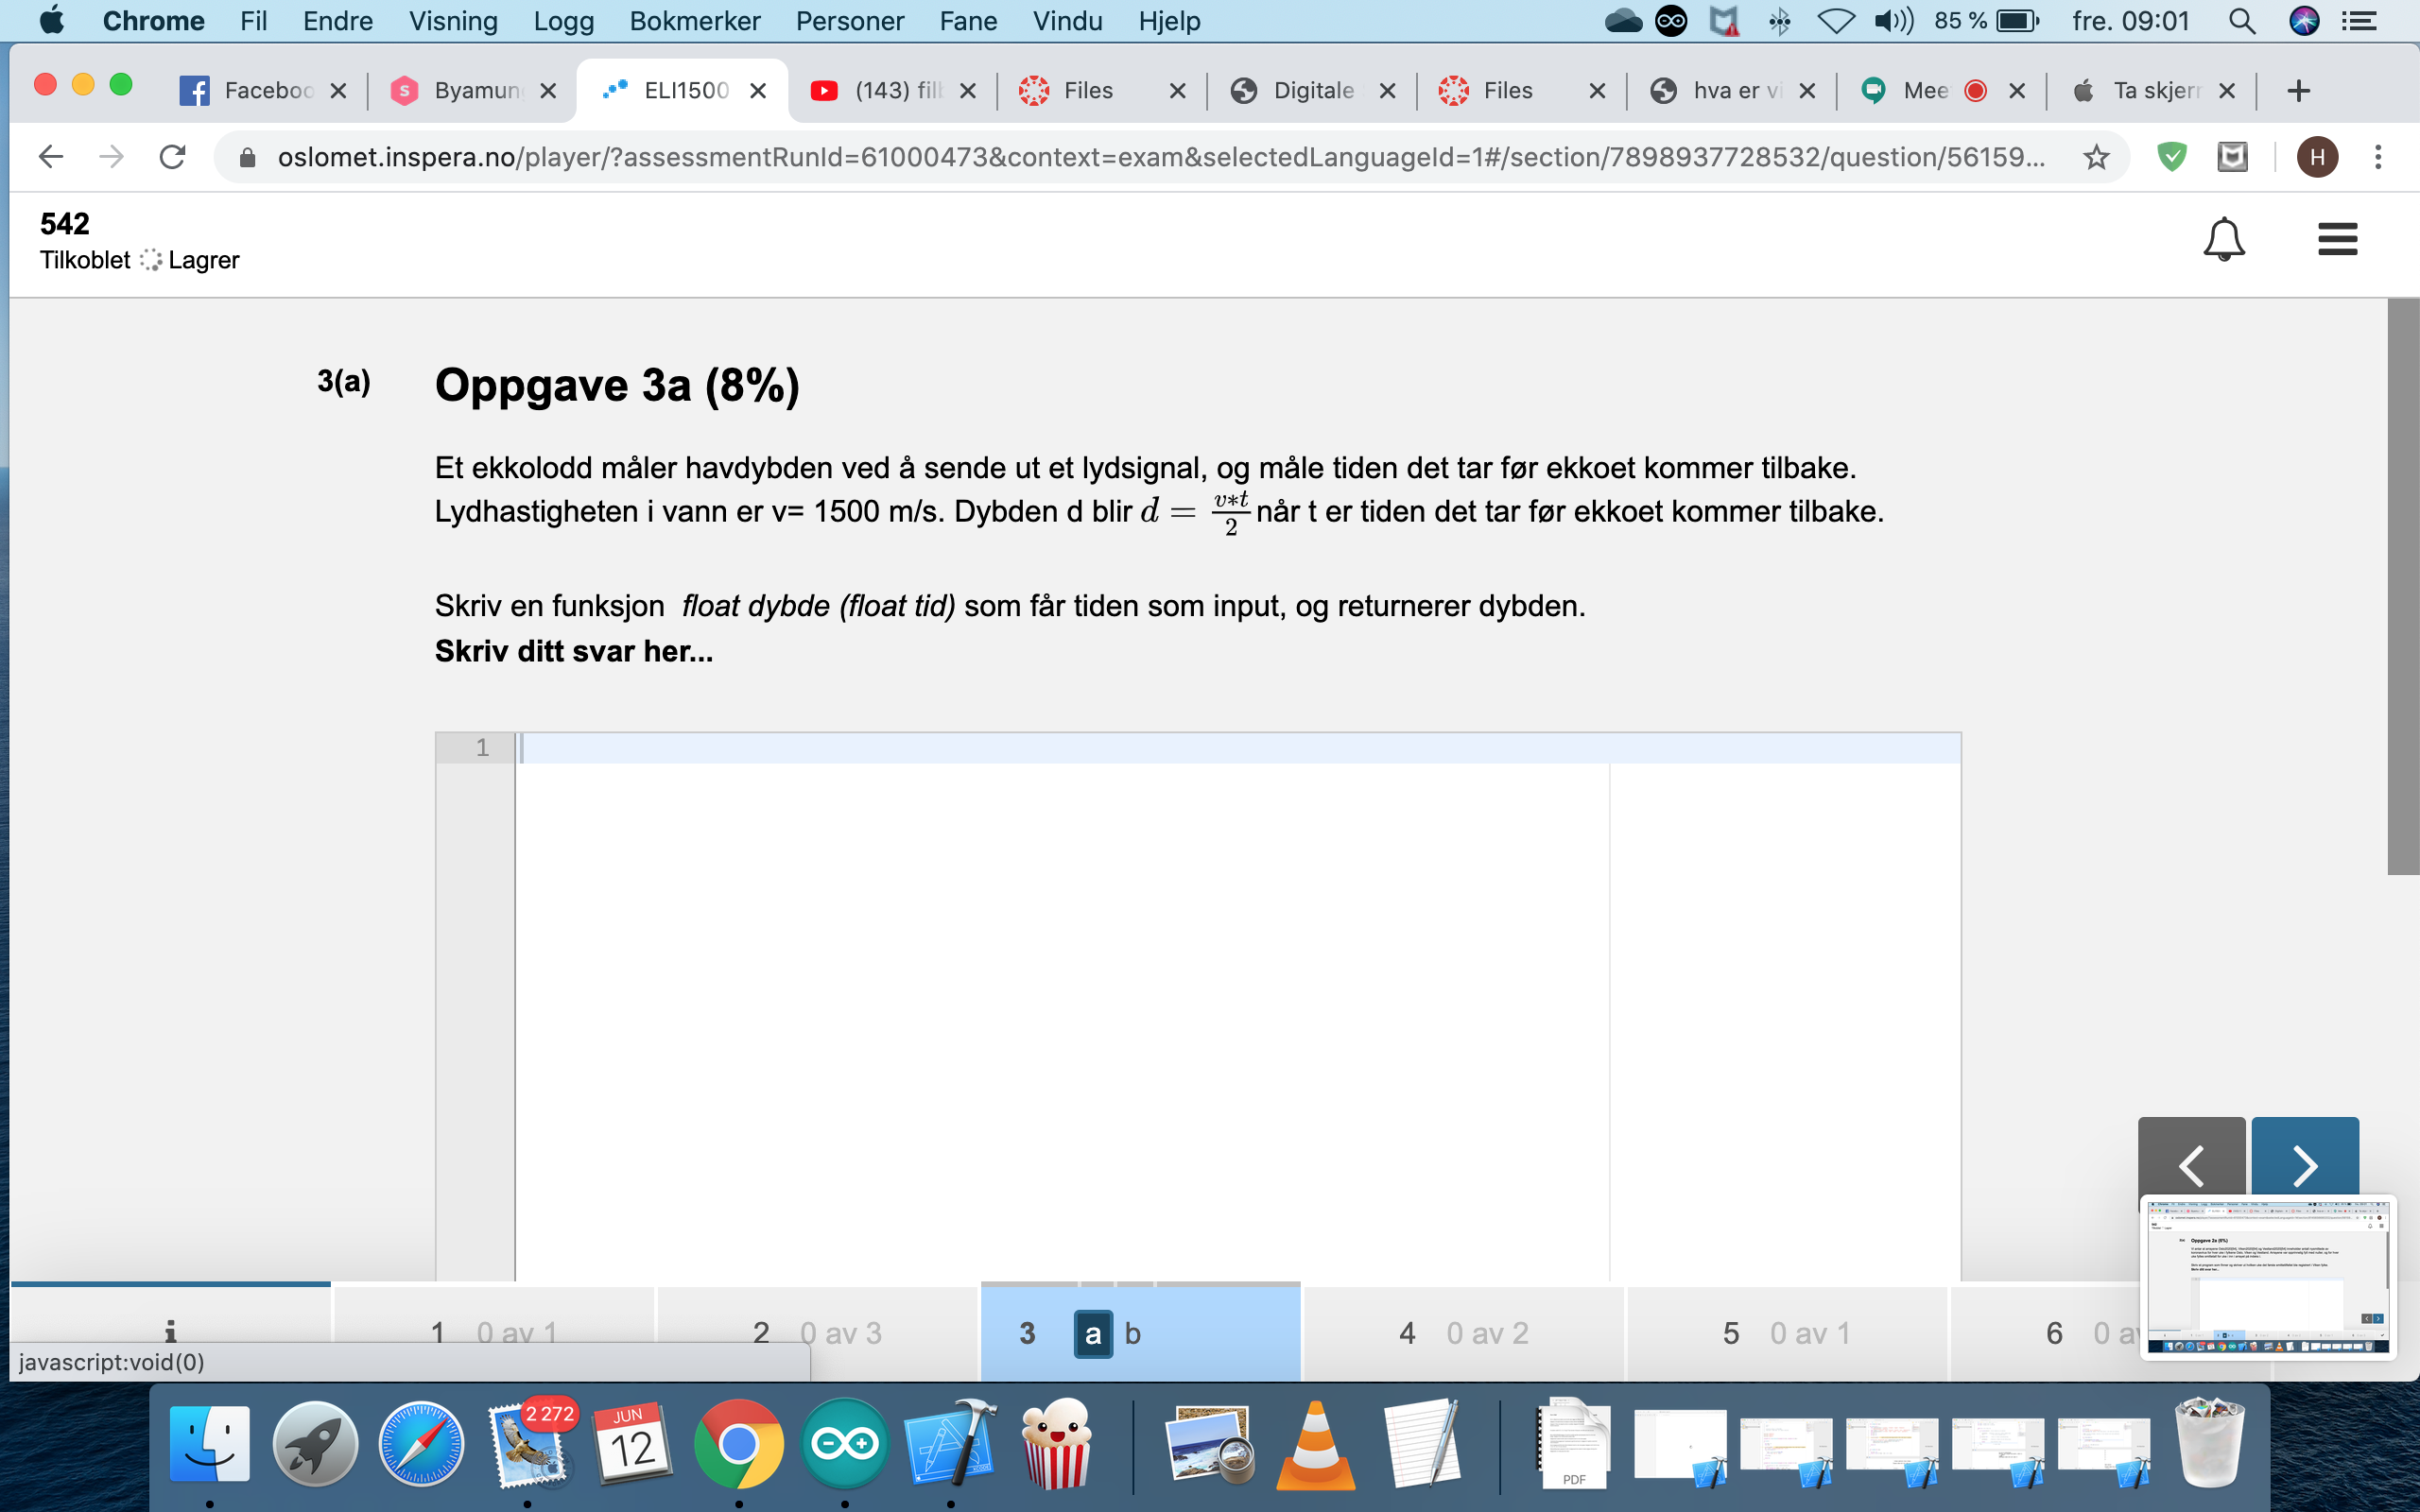 Chrome Fil Endre Visning Logg Bokmerker Personer Fane Vindu Hjelp 85 % fre. 09:01
Faceboo Byamun ELI1500 (143) fil Files Digitale Files hva er vi Mee Ta skjer
oslomet.inspera.no/player/?assessmentRunId=61000473&context=exam&selectedLanguageId=1#/section/7898937728532/question/56159... H
542
Tilkoblet Lagrer
3(a) Oppgave 3a (8%)
Et ekkolodd måler havdybden ved å sende ut et lydsignal, og måle tiden det tar før ekkoet kommer tilbake.
Lydhastigheten i vann er v= 1500 m/s. Dybden d blir d = v*t/2 når t er tiden det tar før ekkoet kommer tilbake.
Skriv en funksjon float dybde (float tid) som får tiden som input, og returnerer dybden.
Skriv ditt svar her...
1
i 1 0 av 1 2 0 av 3 3 a b 4 0 av 2 5 0 av 1 6 0 a
javascript:void(0)
2 272
JUN
12
PDF